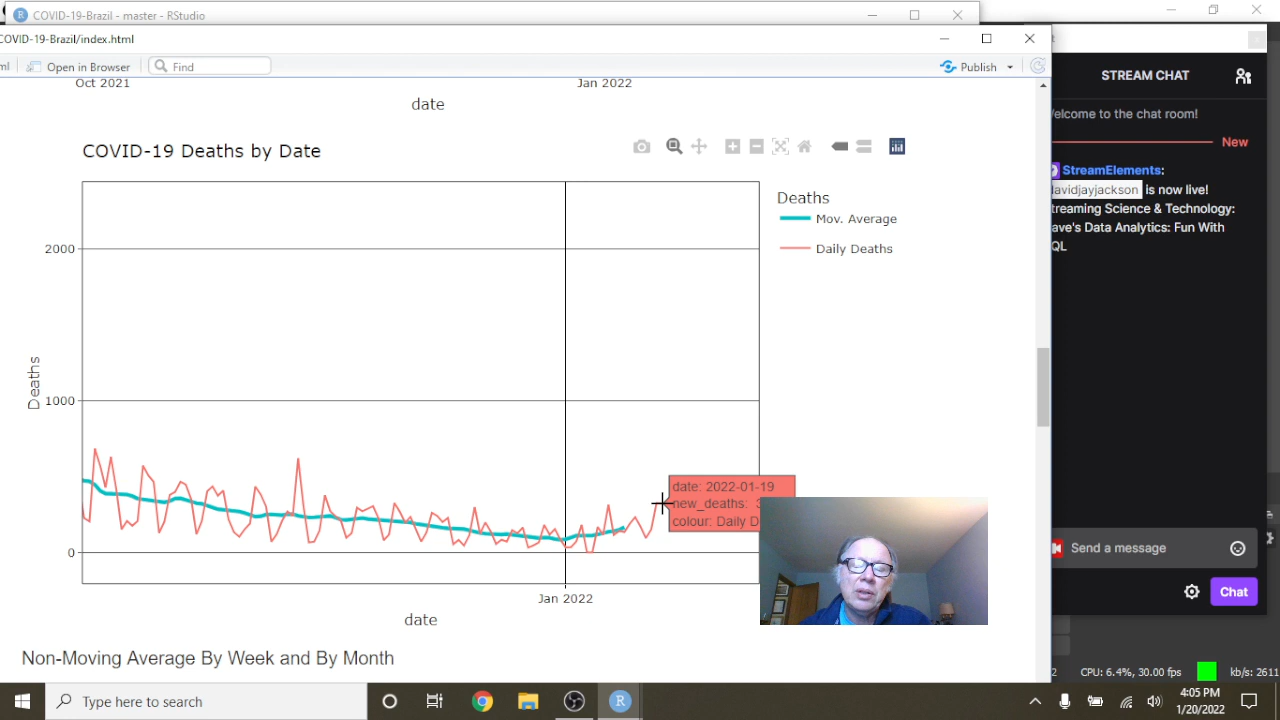 COVID-19-Brazil - master - RStudio
COVID-19-Brazil/index.html
Open in Browser
Find
Publish
Oct 2021
Jan 2022
date
COVID-19 Deaths by Date
Deaths
Mov. Average
Daily Deaths
2000
1000
0
Deaths
date: 2022-01-19
new_deaths: 3
colour: Daily D
Jan 2022
date
Non-Moving Average By Week and By Month
STREAM CHAT
elcome to the chat room!
New
StreamElements:
davidjayjackson is now live!
treaming Science & Technology:
ave's Data Analytics: Fun With
QL
Send a message
Chat
CPU: 6.4%, 30.00 fps
kb/s: 2611
Type here to search
4:05 PM
1/20/2022